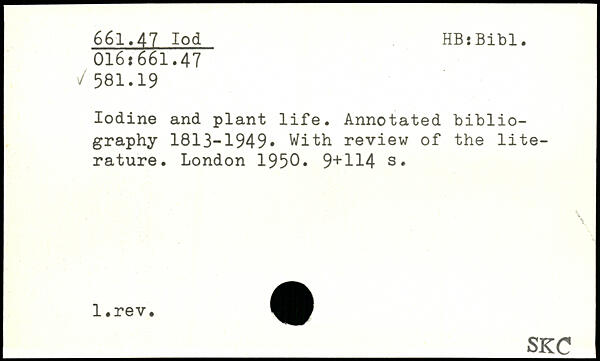 661.47 Iod HB:Bibl.
016:661.47
✓ 581.19
Iodine and plant life. Annotated biblio-
graphy 1813-1949. With review of the lite-
rature. London 1950. 9+114 s.
1.rev.
SKC